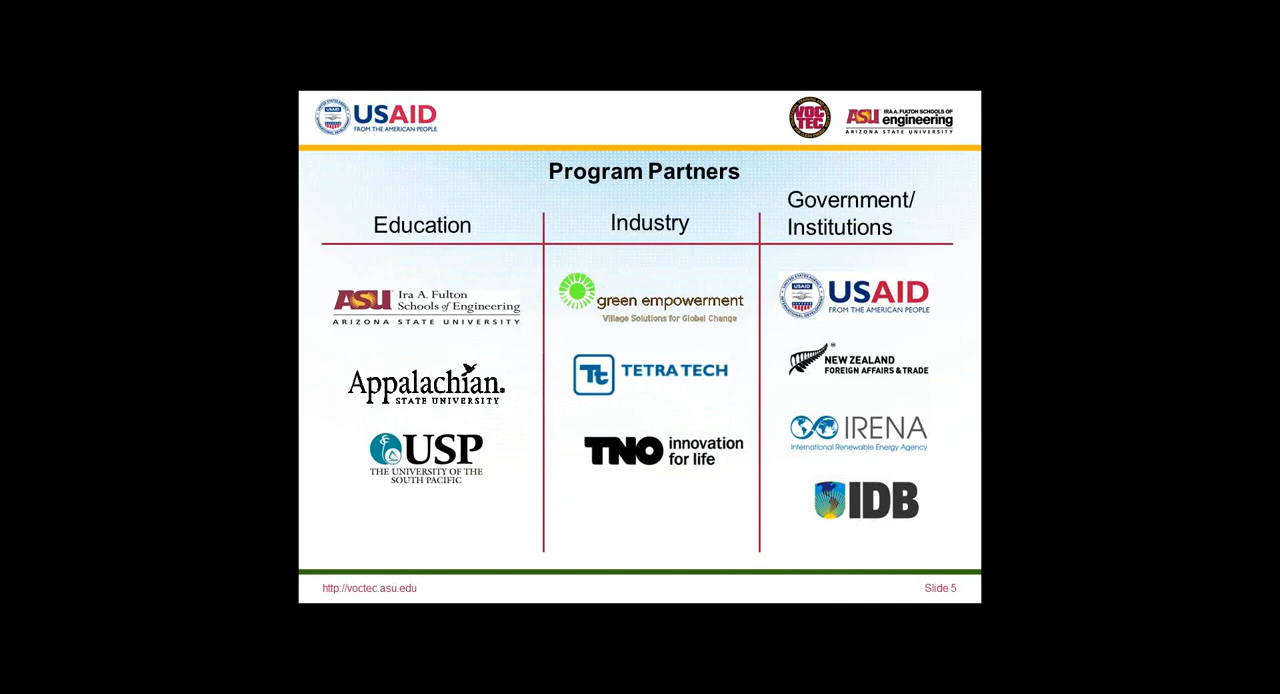 USAID
FROM THE AMERICAN PEOPLE
VOC
TEC
ASU IRA A. FULTON SCHOOLS OF
engineering
ARIZONA STATE UNIVERSITY
Program Partners
Education
Industry
Government/
Institutions
ASU Ira A. Fulton
Schools of Engineering
ARIZONA STATE UNIVERSITY
Appalachian
STATE UNIVERSITY
USP
THE UNIVERSITY OF THE
SOUTH PACIFIC
green empowerment
Village Solutions for Global Change
Tt TETRA TECH
TNO innovation
for life
USAID
FROM THE AMERICAN PEOPLE
NEW ZEALAND
FOREIGN AFFAIRS & TRADE
IRENA
International Renewable Energy Agency
IDB
http://voctec.asu.edu
Slide 5